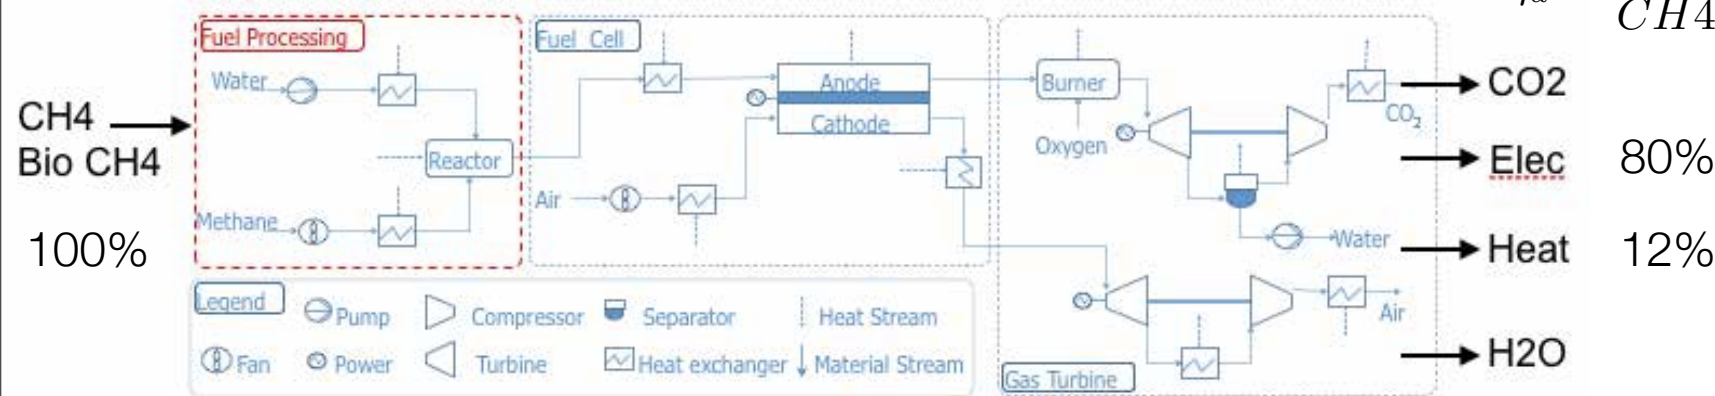 CH4
Fuel Processing
Fuel Cell
Water
Anode
Burner
CO2
CH4
Cathode
CO2
Bio CH4
Reactor
Oxygen
Elec
80%
Air
Methane
Water
Heat
12%
100%
Legend
Pump
Compressor
Separator
Heat Stream
Air
Fan
Power
Turbine
Heat exchanger
Material Stream
H2O
Gas Turbine